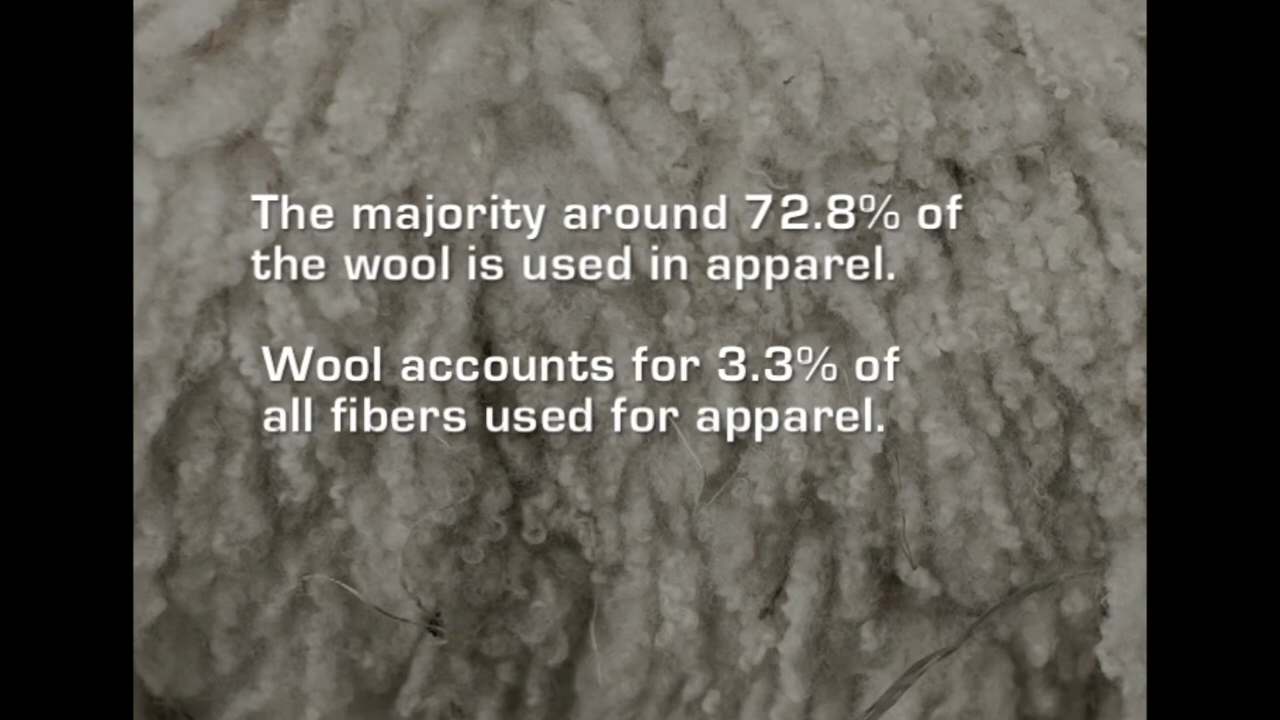 The majority around 72.8% of
the wool is used in apparel.
Wool accounts for 3.3% of
all fibers used for apparel.